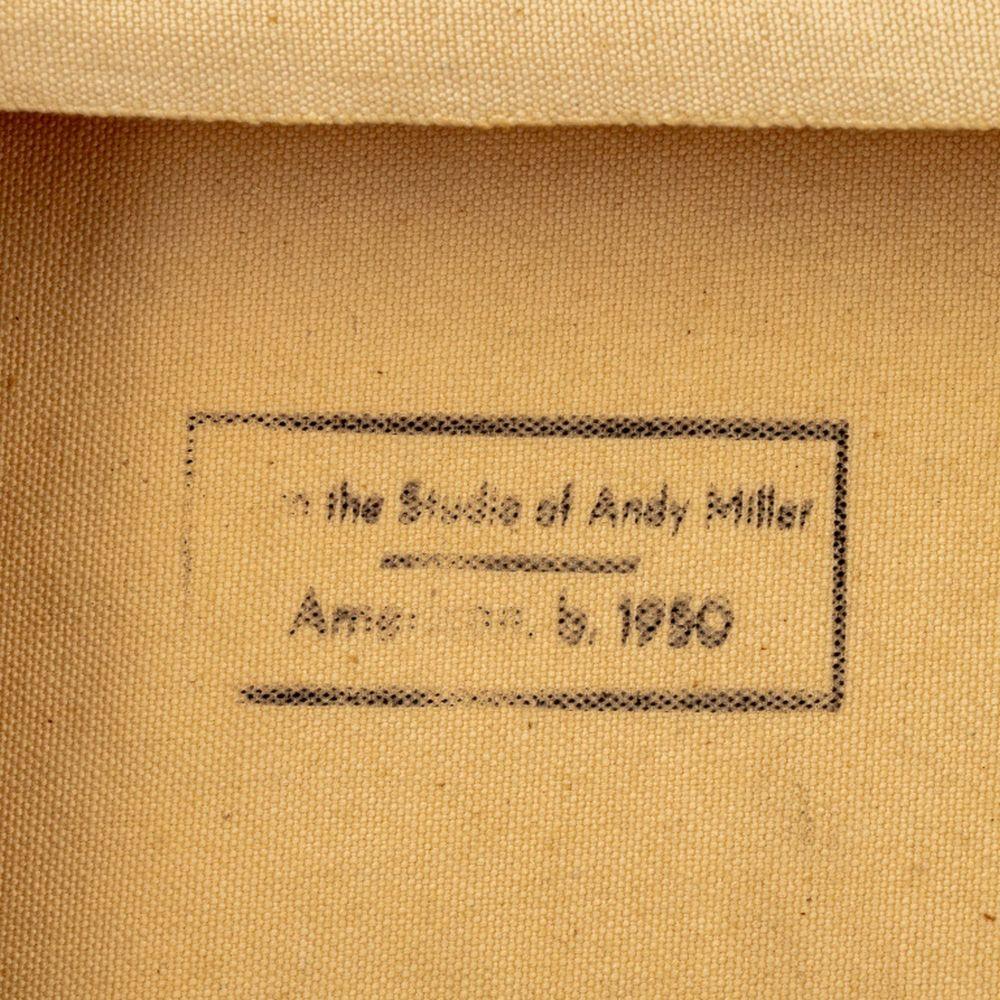 the Studio of Andy Miller
b. 1950